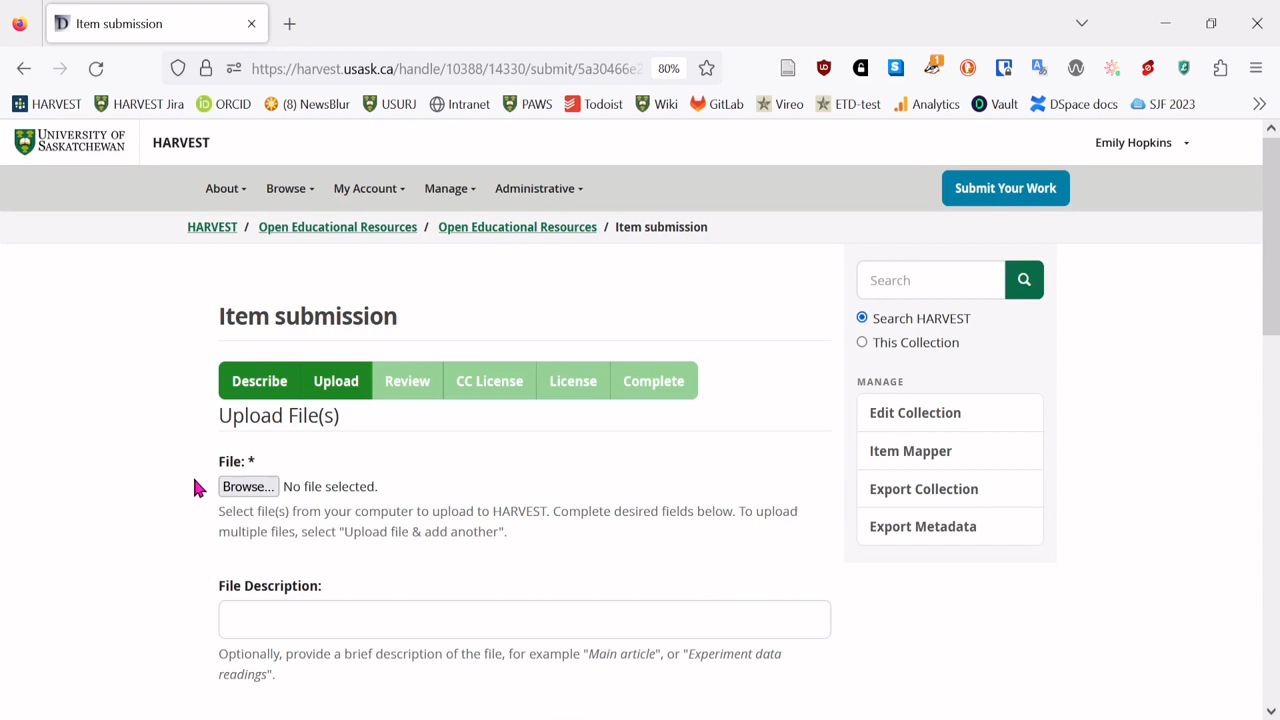 Item submission
https://harvest.usask.ca/handle/10388/14330/submit/5a30466e2
80%
HARVEST
HARVEST Jira
ORCID
(8) NewsBlur
USURJ
Intranet
PAWS
Todoist
Wiki
GitLab
Vireo
ETD-test
Analytics
Vault
DSpace docs
SJF 2023
UNIVERSITY OF
SASKATCHEWAN
HARVEST
Emily Hopkins
About
Browse
My Account
Manage
Administrative
Submit Your Work
HARVEST / Open Educational Resources / Open Educational Resources / Item submission
Search
Search HARVEST
This Collection
MANAGE
Edit Collection
Item Mapper
Export Collection
Export Metadata
Item submission
Describe
Upload
Review
CC License
License
Complete
Upload File(s)
File: *
Browse... No file selected.
Select file(s) from your computer to upload to HARVEST. Complete desired fields below. To upload
multiple files, select "Upload file & add another".
File Description:
Optionally, provide a brief description of the file, for example "Main article", or "Experiment data
readings".